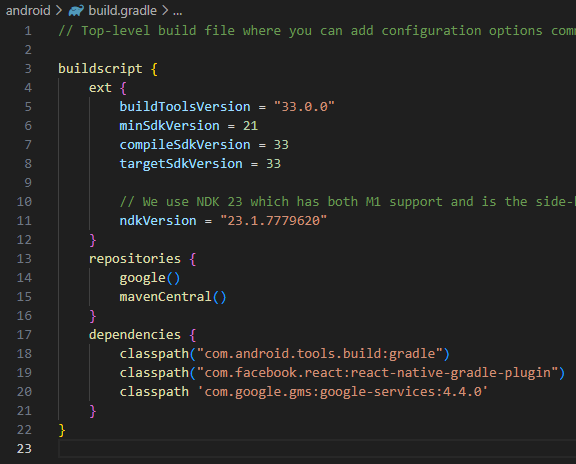 android > build.gradle > ...
1 // Top-level build file where you can add configuration options
2
3 buildscript {
4     ext {
5         buildToolsVersion = "33.0.0"
6         minSdkVersion = 21
7         compileSdkVersion = 33
8         targetSdkVersion = 33
9
10         // We use NDK 23 which has both M1 support and is the
11         ndkVersion = "23.1.7779620"
12     }
13     repositories {
14         google()
15         mavenCentral()
16     }
17     dependencies {
18         classpath("com.android.tools.build:gradle")
19         classpath("com.facebook.react:react-native-gradle-plugin")
20         classpath 'com.google.gms:google-services:4.4.0'
21     }
22 }
23